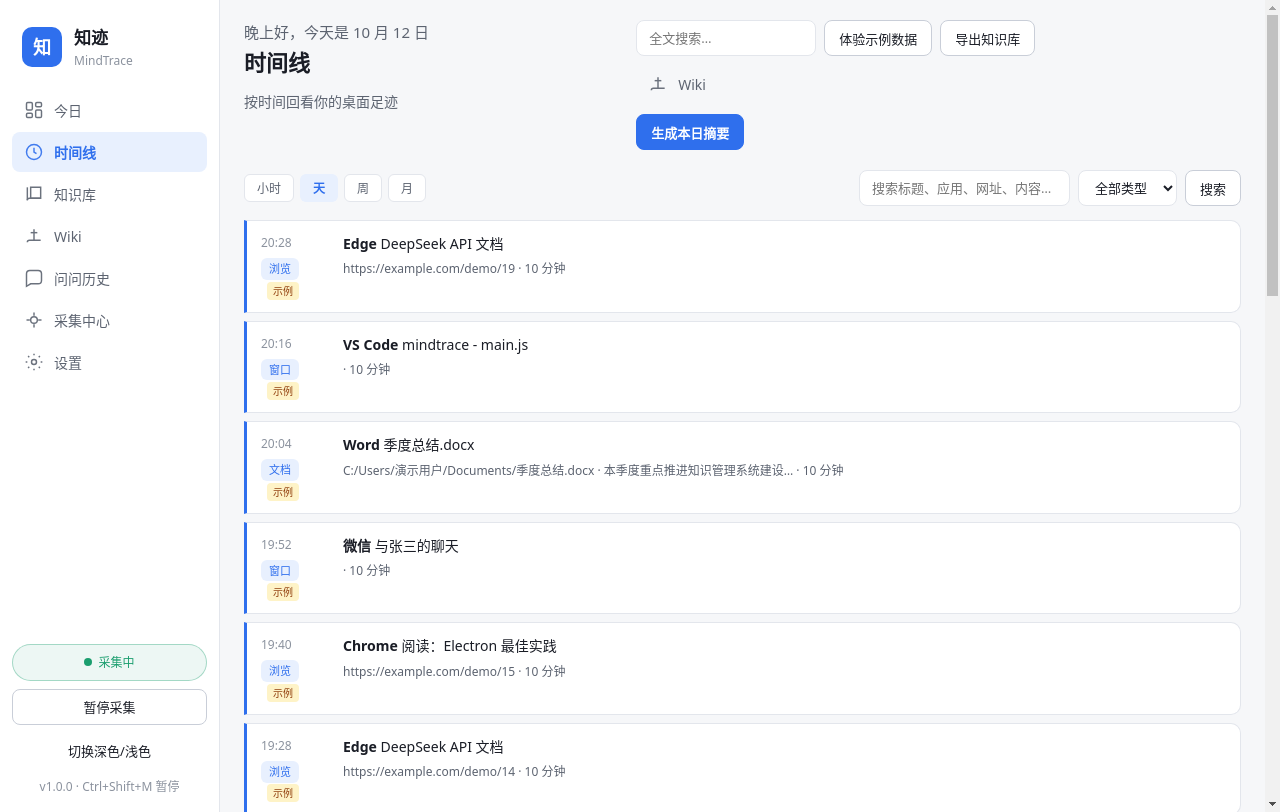 知
知迹
MindTrace
今日
时间线
知识库
Wiki
问问历史
采集中心
设置
采集中
暂停采集
切换深色/浅色
v1.0.0 · Ctrl+Shift+M 暂停
晚上好，今天是 10 月 12 日
时间线
按时间回看你的桌面足迹
全文搜索...
体验示例数据
导出知识库
Wiki
生成本日摘要
小时
天
周
月
搜索标题、应用、网址、内容...
全部类型
搜索
20:28
浏览
示例
Edge DeepSeek API 文档
https://example.com/demo/19 · 10 分钟
20:16
窗口
示例
VS Code mindtrace - main.js
· 10 分钟
20:04
文档
示例
Word 季度总结.docx
C:/Users/演示用户/Documents/季度总结.docx · 本季度重点推进知识管理系统建设... · 10 分钟
19:52
窗口
示例
微信 与张三的聊天
· 10 分钟
19:40
浏览
示例
Chrome 阅读：Electron 最佳实践
https://example.com/demo/15 · 10 分钟
19:28
浏览
示例
Edge DeepSeek API 文档
https://example.com/demo/14 · 10 分钟